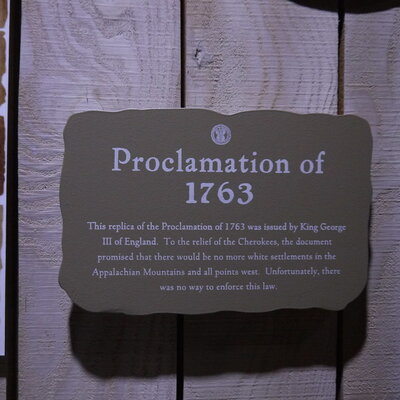 Proclamation of
1763
This replica of the Proclamation of 1763 was issued by King George
III of England. To the relief of the Cherokees, the document
promised that there would be no more white settlements in the
Appalachian Mountains and all points west. Unfortunately, there
was no way to enforce this law.